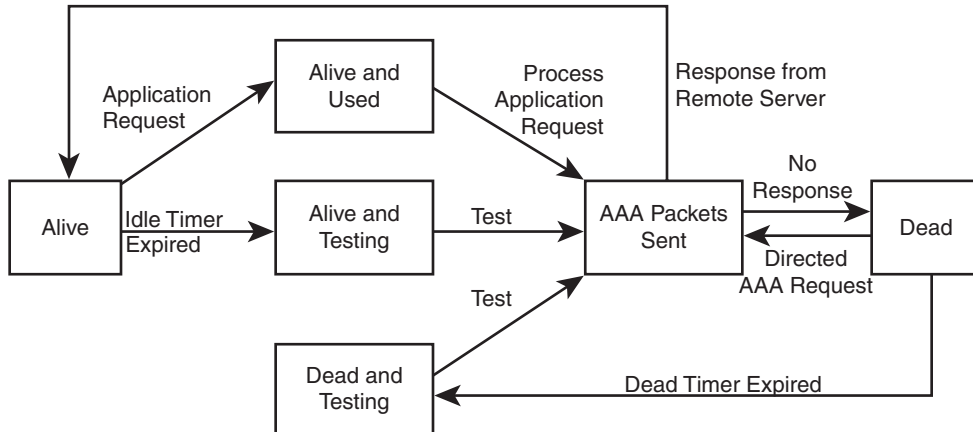 Alive
Application
Request
Alive and
Used
Process
Application
Request
Response from
Remote Server
Idle Timer
Expired
Alive and
Testing
Test
AAA Packets
Sent
No
Response
Dead
Directed
AAA Request
Test
Dead and
Testing
Dead Timer Expired